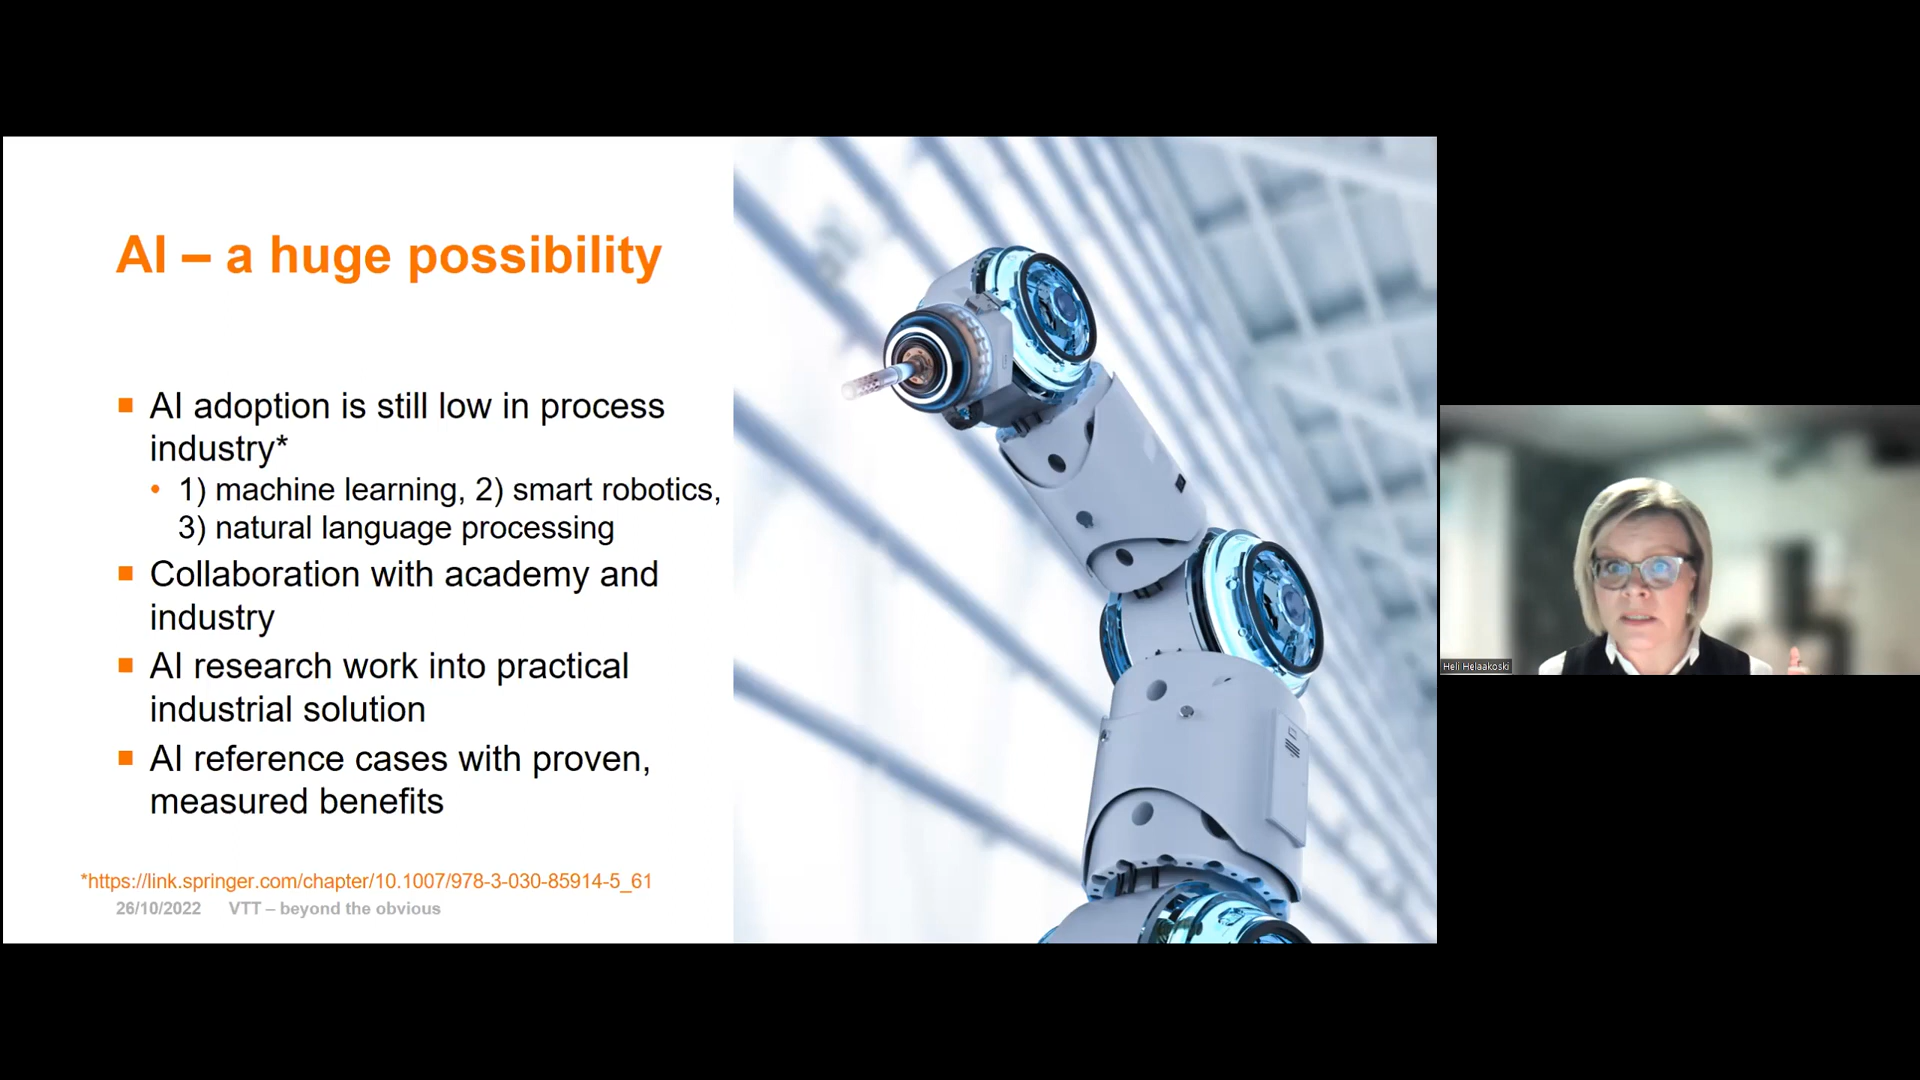 AI – a huge possibility
AI adoption is still low in process
industry*
1) machine learning, 2) smart robotics,
3) natural language processing
Collaboration with academy and
industry
AI research work into practical
industrial solution
AI reference cases with proven,
measured benefits
*https://link.springer.com/chapter/10.1007/978-3-030-85914-5_61
26/10/2022 VTT – beyond the obvious
Heli Helaakoski